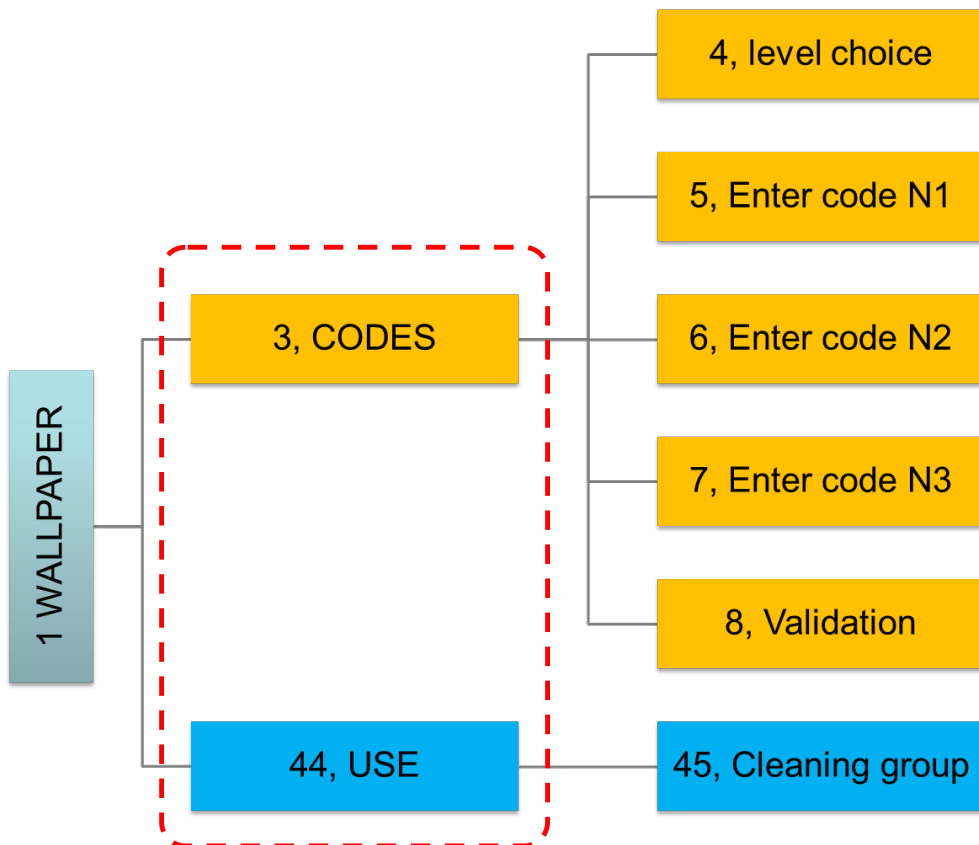 4, level choice
5, Enter code N1
3, CODES
6, Enter code N2
1 WALLPAPER
7, Enter code N3
8, Validation
44, USE
45, Cleaning group